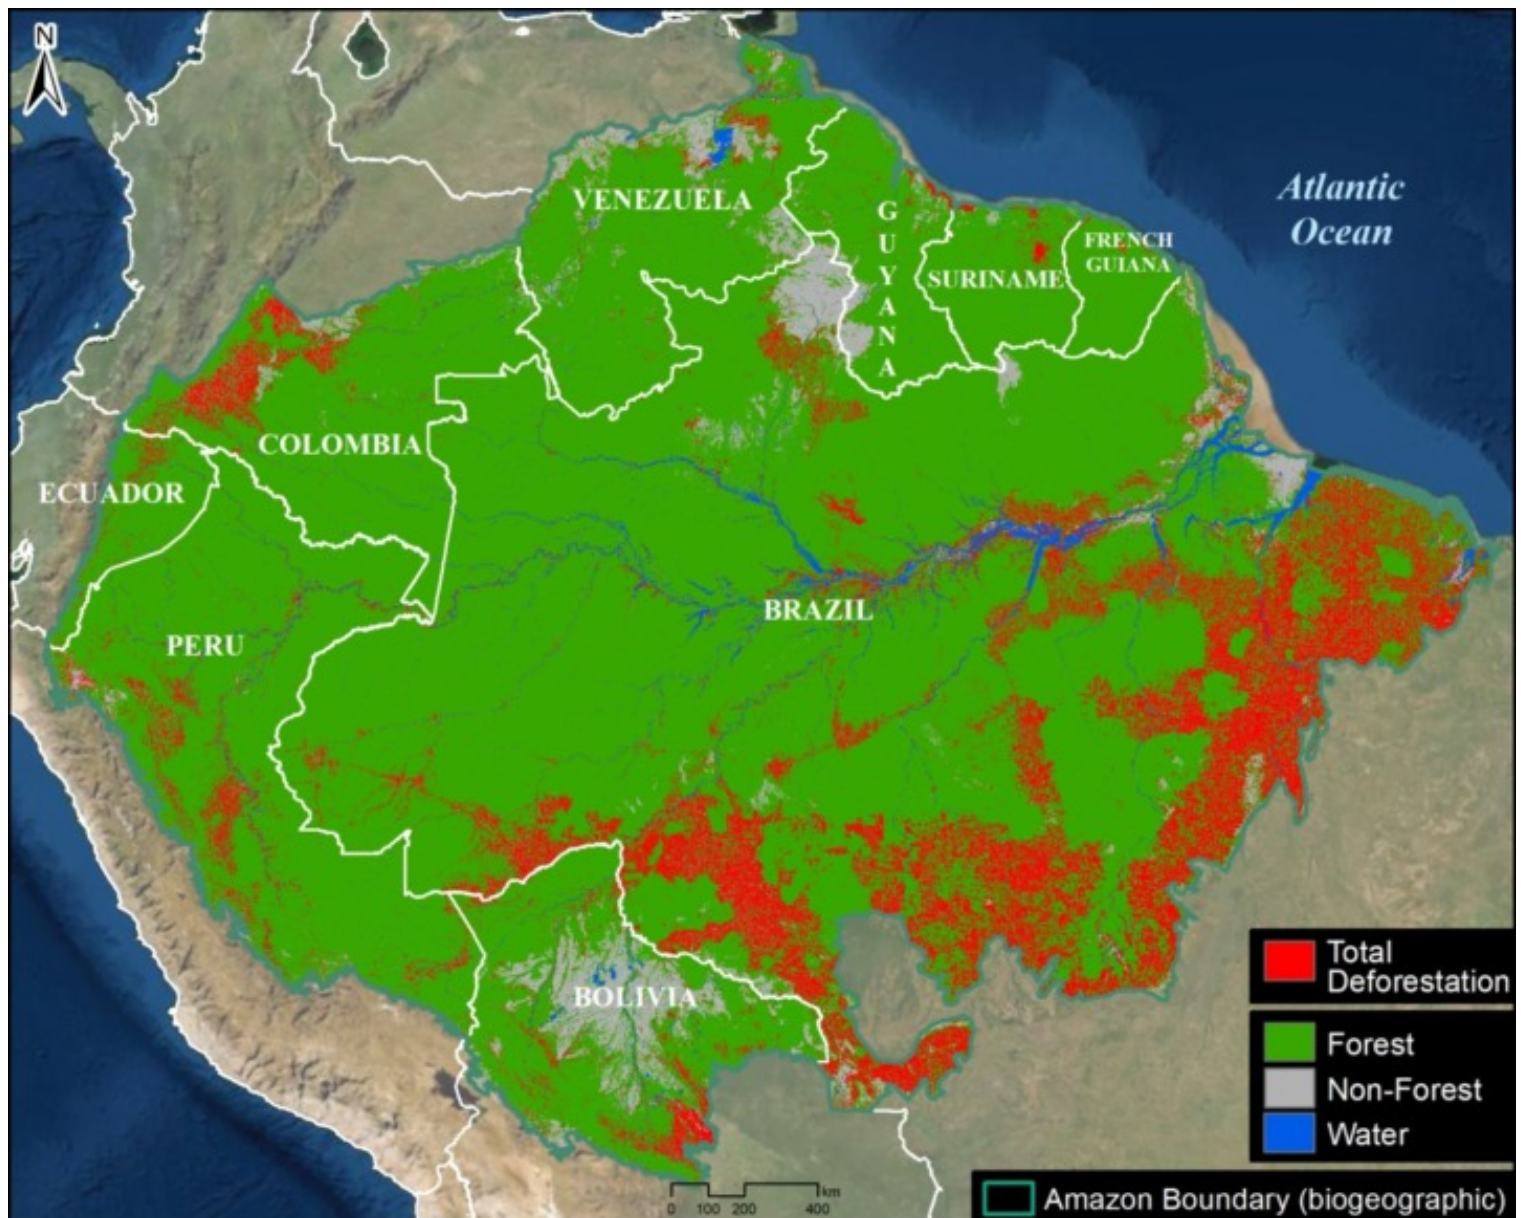 N
Atlantic
Ocean
VENEZUELA
GUYANA
SURINAME
FRENCH
GUIANA
COLOMBIA
ECUADOR
PERU
BRAZIL
BOLIVIA
Total
Deforestation
Forest
Non-Forest
Water
Amazon Boundary (biogeographic)
km
0 100 200 400